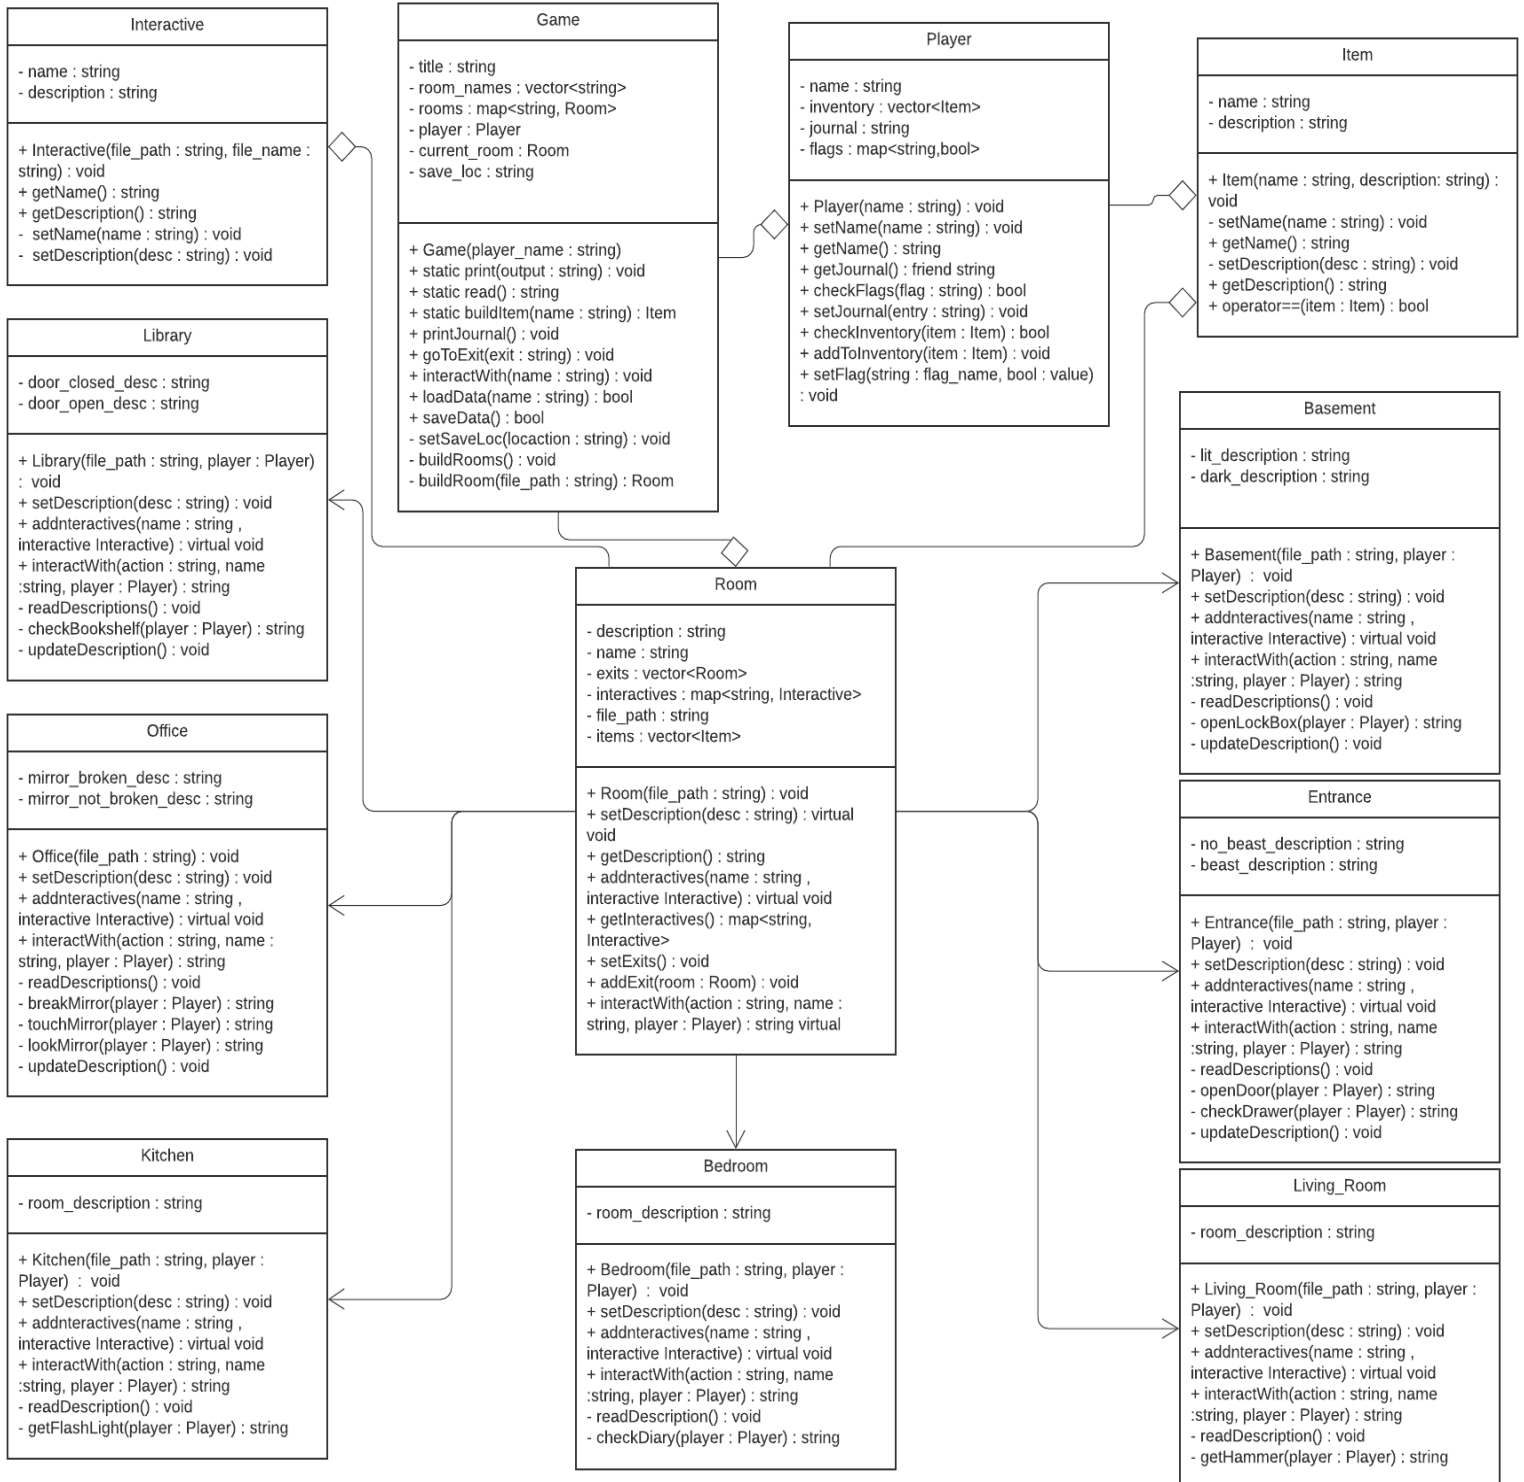 Interactive
- name : string
- description : string
+ Interactive(file_path : string, file_name :
string) : void
+ getName() : string
+ getDescription() : string
-  setName(name : string) : void
-  setDescription(desc : string) : void
Game
- title : string
- room_names : vector<string>
- rooms : map<string, Room>
- player : Player
- current_room : Room
- save_loc : string
+ Game(player_name : string)
+ static print(output : string) : void
+ static read() : string
+ static buildItem(name : string) : Item
+ printJournal() : void
+ goToExit(exit : string) : void
+ interactWith(name : string) : void
+ loadData(name : string) : bool
+ saveData() : bool
- setSaveLoc(locaction : string) : void
- buildRooms() : void
- buildRoom(file_path : string) : Room
Player
- name : string
- inventory : vector<Item>
- journal : string
- flags : map<string,bool>
+ Player(name : string) : void
+ setName(name : string) : void
+ getName() : string
+ getJournal() : friend string
+ checkFlags(flag : string) : bool
+ setJournal(entry : string) : void
+ checkInventory(item : Item) : bool
+ addToInventory(item : Item) : void
+ setFlag(string : flag_name, bool : value)
: void
Item
- name : string
- description : string
+ Item(name : string, description: string) :
void
- setName(name : string) : void
+ getName() : string
- setDescription(desc : string) : void
+ getDescription() : string
+ operator==(item : Item) : bool
Library
- door_closed_desc : string
- door_open_desc : string
+ Library(file_path : string, player : Player)
:  void
+ setDescription(desc : string) : void
+ addnteractives(name : string ,
interactive Interactive) : virtual void
+ interactWith(action : string, name
:string, player : Player) : string
- readDescriptions() : void
- checkBookshelf(player : Player) : string
- updateDescription() : void
Office
- mirror_broken_desc : string
- mirror_not_broken_desc : string
+ Office(file_path : string) : void
+ setDescription(desc : string) : void
+ addnteractives(name : string ,
interactive Interactive) : virtual void
+ interactWith(action : string, name :
string, player : Player) : string
- readDescriptions() : void
- breakMirror(player : Player) : string
- touchMirror(player : Player) : string
- lookMirror(player : Player) : string
- updateDescription() : void
Kitchen
- room_description : string
+ Kitchen(file_path : string, player :
Player)  :  void
+ setDescription(desc : string) : void
+ addnteractives(name : string ,
interactive Interactive) : virtual void
+ interactWith(action : string, name
:string, player : Player) : string
- readDescription() : void
- getFlashLight(player : Player) : string
Room
- description : string
- name : string
- exits : vector<Room>
- interactives : map<string, Interactive>
- file_path : string
- items : vector<Item>
+ Room(file_path : string) : void
+ setDescription(desc : string) : virtual
void
+ getDescription() : string
+ addnteractives(name : string ,
interactive Interactive) : virtual void
+ getInteractives() : map<string,
Interactive>
+ setExits() : void
+ addExit(room : Room) : void
+ interactWith(action : string, name :
string, player : Player) : string virtual
Bedroom
- room_description : string
+ Bedroom(file_path : string, player :
Player)  :  void
+ setDescription(desc : string) : void
+ addnteractives(name : string ,
interactive Interactive) : virtual void
+ interactWith(action : string, name
:string, player : Player) : string
- readDescription() : void
- checkDiary(player : Player) : string
Basement
- lit_description : string
- dark_description : string
+ Basement(file_path : string, player :
Player)  :  void
+ setDescription(desc : string) : void
+ addnteractives(name : string ,
interactive Interactive) : virtual void
+ interactWith(action : string, name
:string, player : Player) : string
- readDescriptions() : void
- openLockBox(player : Player) : string
- updateDescription() : void
Entrance
- no_beast_description : string
- beast_description : string
+ Entrance(file_path : string, player :
Player)  :  void
+ setDescription(desc : string) : void
+ addnteractives(name : string ,
interactive Interactive) : virtual void
+ interactWith(action : string, name
:string, player : Player) : string
- readDescriptions() : void
- openDoor(player : Player) : string
- checkDrawer(player : Player) : string
- updateDescription() : void
Living_Room
- room_description : string
+ Living_Room(file_path : string, player :
Player)  :  void
+ setDescription(desc : string) : void
+ addnteractives(name : string ,
interactive Interactive) : virtual void
+ interactWith(action : string, name
:string, player : Player) : string
- readDescription() : void
- getHammer(player : Player) : string